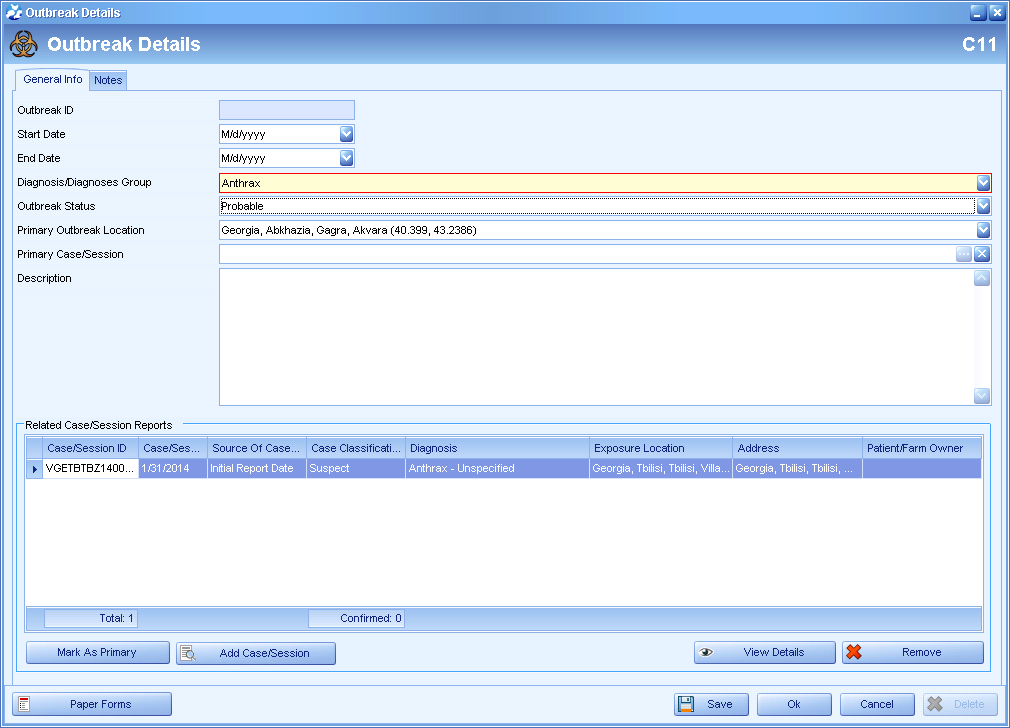 Outbreak Details
Outbreak Details C11
General Info Notes
Outbreak ID
Start Date M/d/yyyy
End Date M/d/yyyy
Diagnosis/Diagnoses Group Anthrax
Outbreak Status Probable
Primary Outbreak Location Georgia, Abkhazia, Gagra, Akvara (40.399, 43.2386)
Primary Case/Session ...
Description
Related Case/Session Reports
Case/Session ID Case/Ses... Source Of Case... Case Classificati... Diagnosis Exposure Location Address Patient/Farm Owner
VGETBTBZ1400... 1/31/2014 Initial Report Date Suspect Anthrax - Unspecified Georgia, Tbilisi, Tbilisi, Villa... Georgia, Tbilisi, Tbilisi, ...
Total: 1 Confirmed: 0
Mark As Primary Add Case/Session View Details Remove
Paper Forms Save Ok Cancel Delete